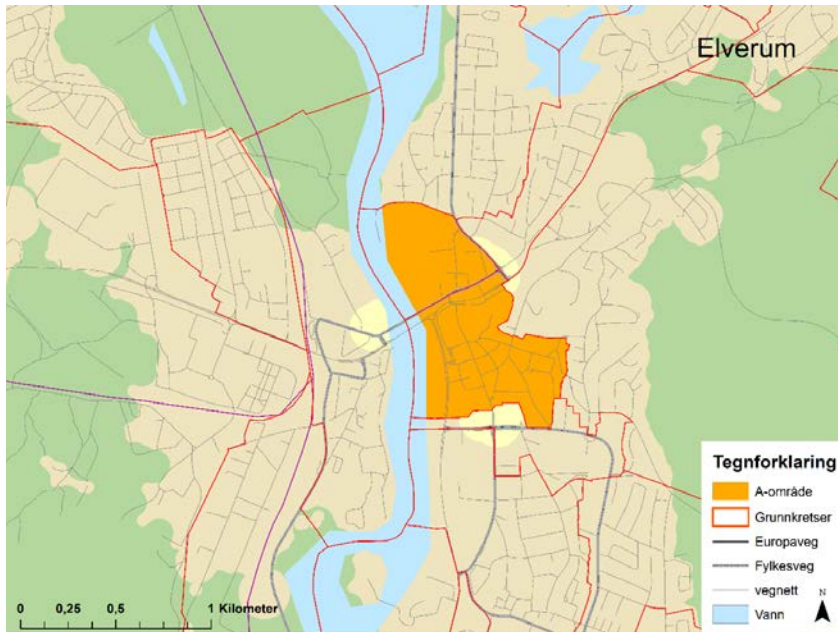 Elverum
Tegnforklaring
A-område
Grunnkretser
Europaveg
Fylkesveg
vegnett
Vann
N
0 0,25 0,5 1 Kilometer